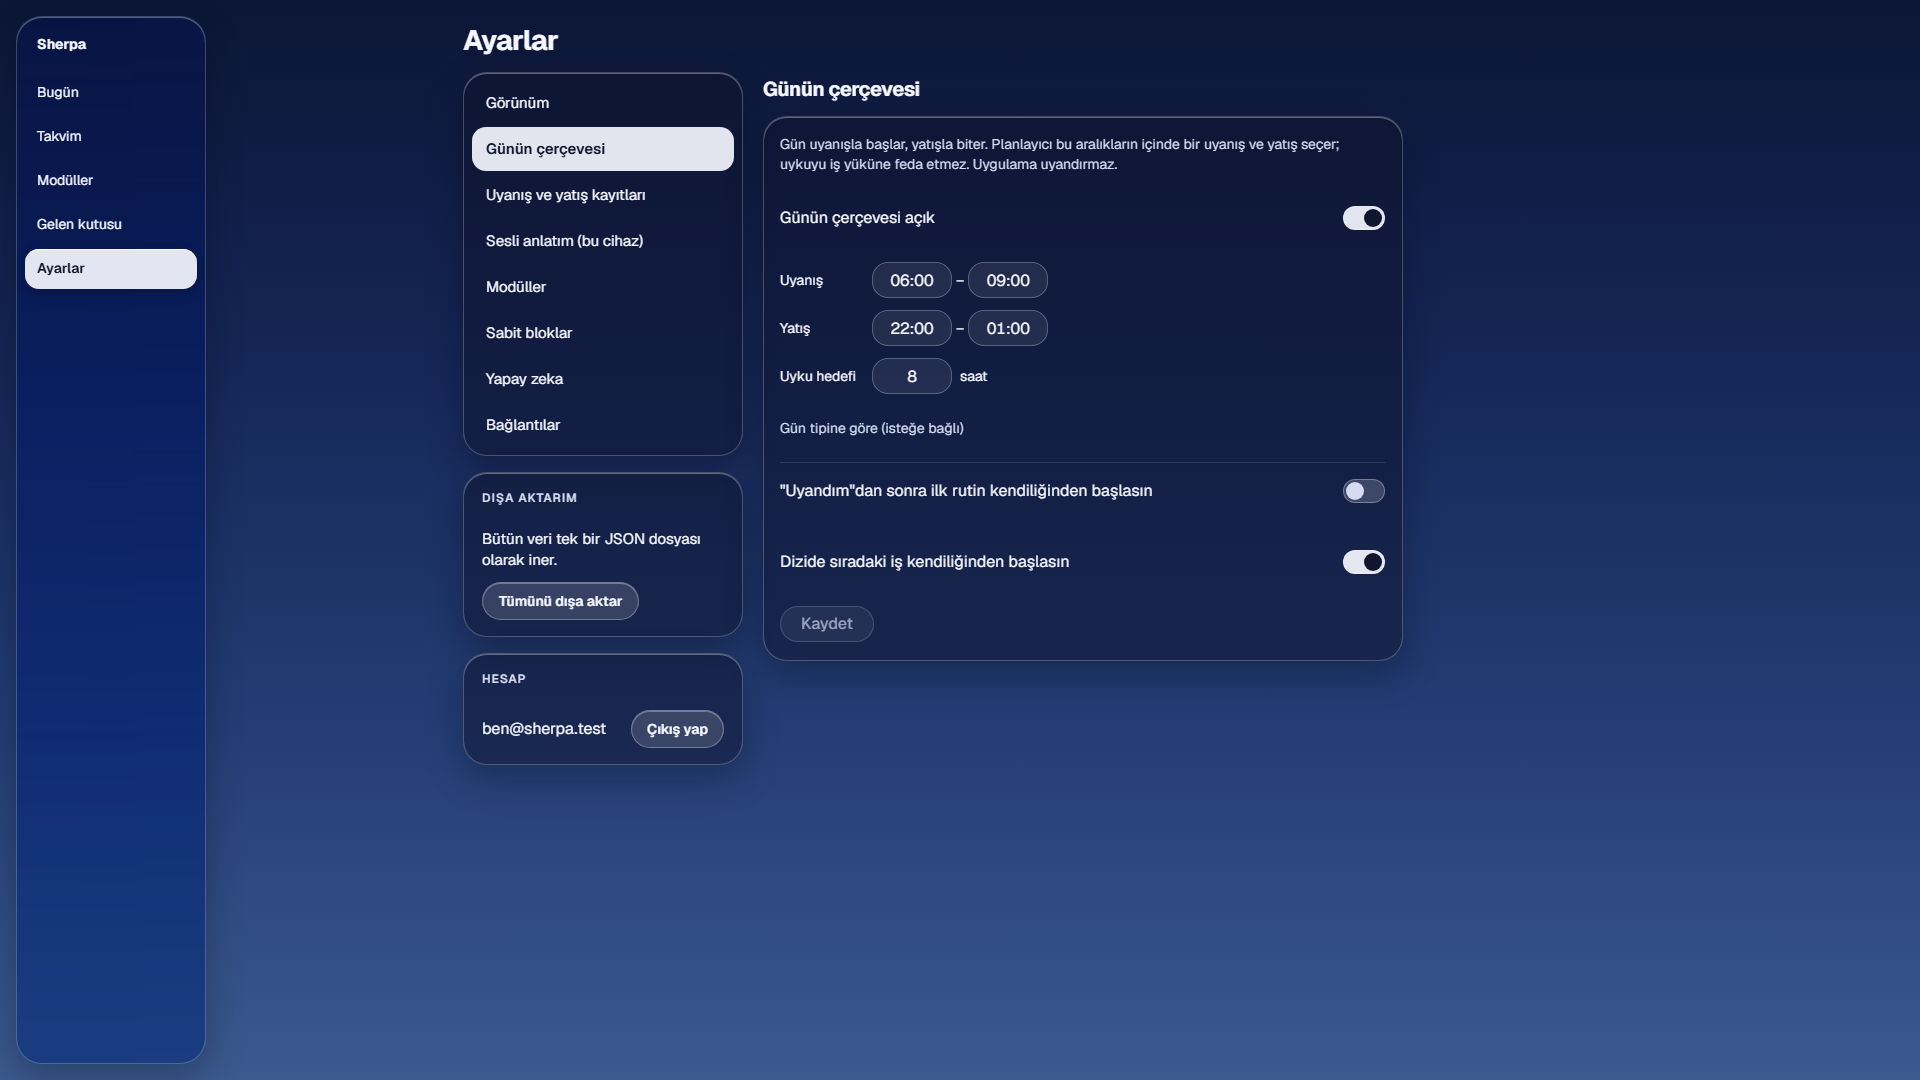 Sherpa
Bugün
Takvim
Modüller
Gelen kutusu
Ayarlar
Ayarlar
Görünüm
Günün çerçevesi
Uyanış ve yatış kayıtları
Sesli anlatım (bu cihaz)
Modüller
Sabit bloklar
Yapay zeka
Bağlantılar
DIŞA AKTARIM
Bütün veri tek bir JSON dosyası
olarak iner.
Tümünü dışa aktar
HESAP
ben@sherpa.test Çıkış yap
Günün çerçevesi
Gün uyanışla başlar, yatışla biter. Planlayıcı bu aralıkların içinde bir uyanış ve yatış seçer;
uykuyu iş yüküne feda etmez. Uygulama uyandırmaz.
Günün çerçevesi açık
Uyanış 06:00 – 09:00
Yatış 22:00 – 01:00
Uyku hedefi 8 saat
Gün tipine göre (isteğe bağlı)
"Uyandım"dan sonra ilk rutin kendiliğinden başlasın
Dizide sıradaki iş kendiliğinden başlasın
Kaydet